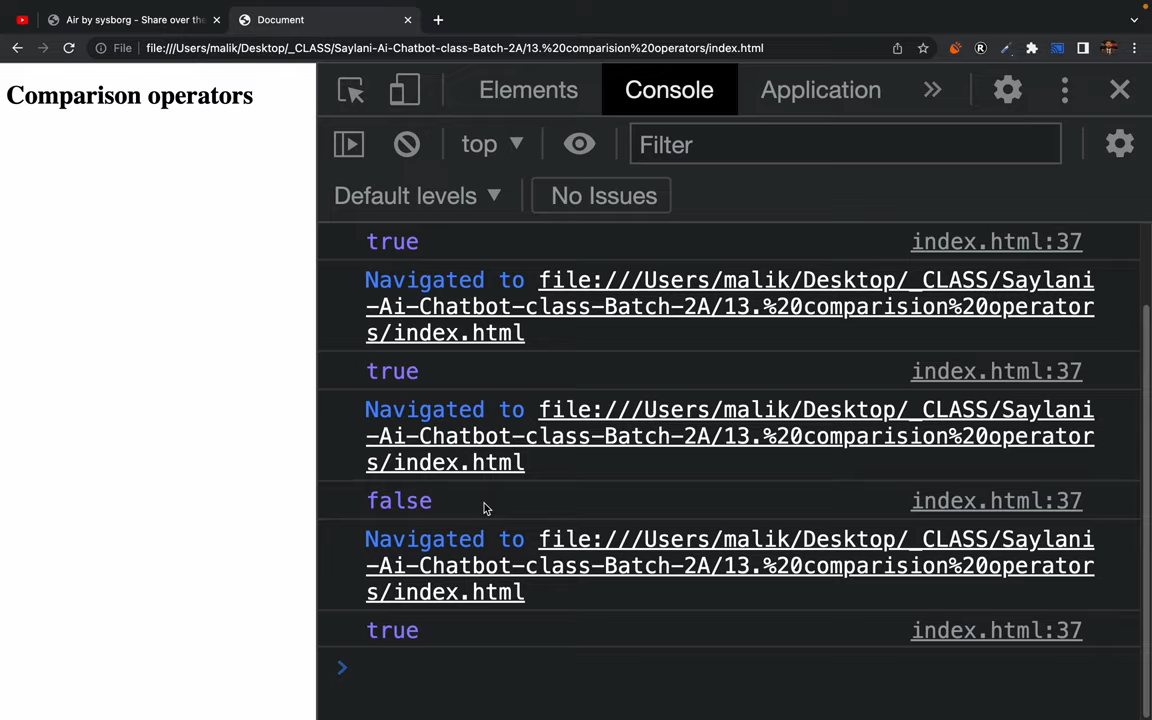 Air by sysborg - Share over the
Document
File
file:///Users/malik/Desktop/_CLASS/Saylani-Ai-Chatbot-class-Batch-2A/13.%20comparision%20operators/index.html
Comparison operators
Elements Console Application
top Filter
Default levels No Issues
true index.html:37
Navigated to file:///Users/malik/Desktop/_CLASS/Saylani
-Ai-Chatbot-class-Batch-2A/13.%20comparision%20operator
s/index.html
true index.html:37
Navigated to file:///Users/malik/Desktop/_CLASS/Saylani
-Ai-Chatbot-class-Batch-2A/13.%20comparision%20operator
s/index.html
false index.html:37
Navigated to file:///Users/malik/Desktop/_CLASS/Saylani
-Ai-Chatbot-class-Batch-2A/13.%20comparision%20operator
s/index.html
true index.html:37